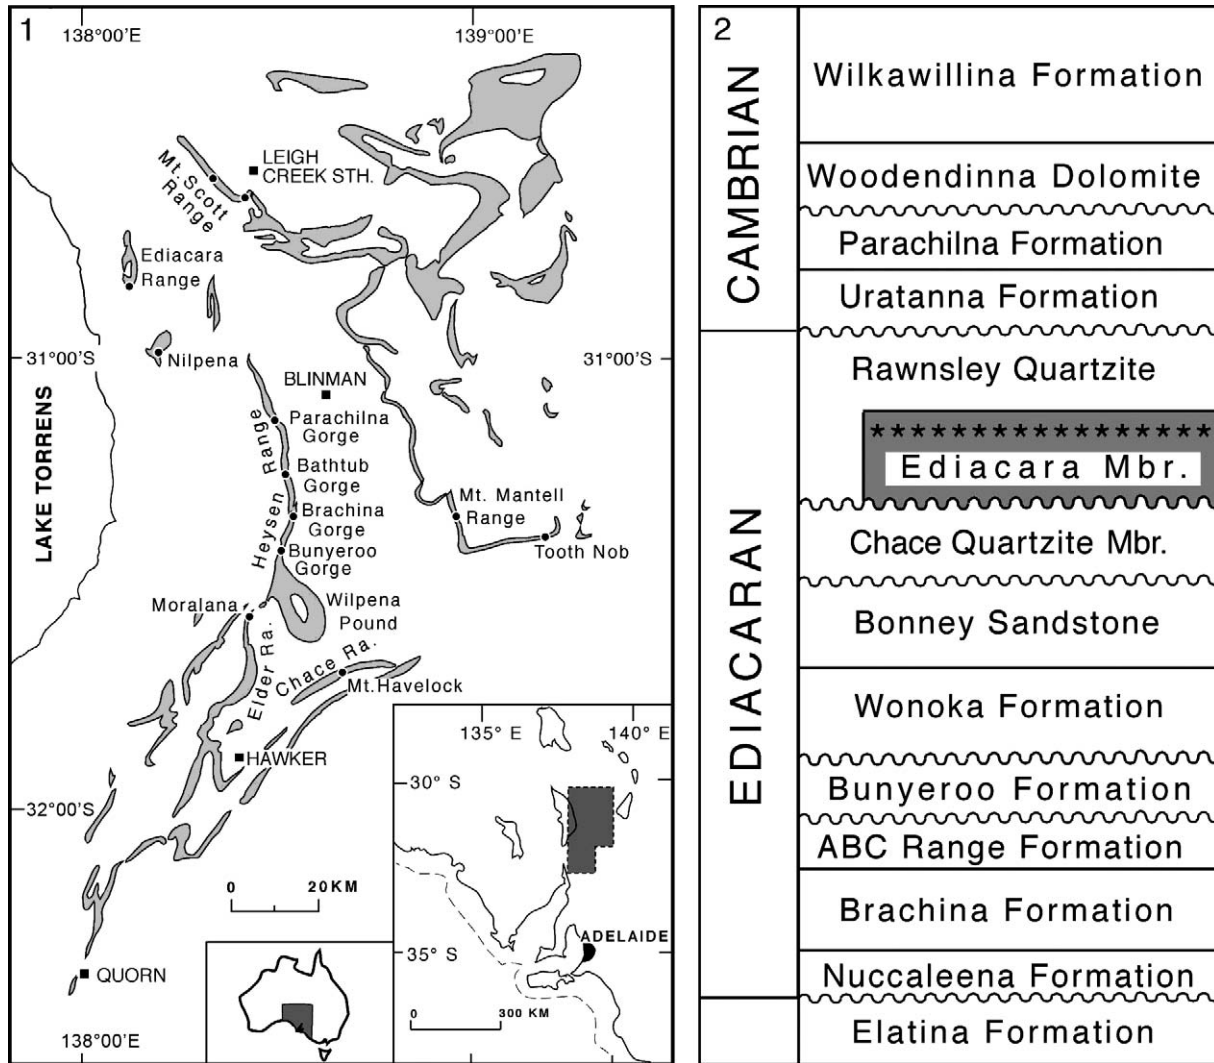 1
138°00'E
139°00'E
LEIGH
CREEK STH.
Mt. Scott
Range
Ediacara
Range
31°00'S
31°00'S
Nilpena
BLINMAN
LAKE TORRENS
Parachilna
Gorge
Heysen Range
Bathtub
Gorge
Brachina
Gorge
Bunyeroo
Gorge
Mt. Mantell
Range
Tooth Nob
Moralana
Wilpena
Pound
Elder Ra.
Chace Ra.
Mt.Havelock
HAWKER
32°00'S
0 20KM
QUORN
138°00'E
135° E
140° E
30° S
35° S
ADELAIDE
0 300 KM
2
CAMBRIAN
Wilkawillina Formation
Woodendinna Dolomite
Parachilna Formation
Uratanna Formation
EDIACARAN
Rawnsley Quartzite
*****************
Ediacara Mbr.
Chace Quartzite Mbr.
Bonney Sandstone
Wonoka Formation
Bunyeroo Formation
ABC Range Formation
Brachina Formation
Nuccaleena Formation
Elatina Formation